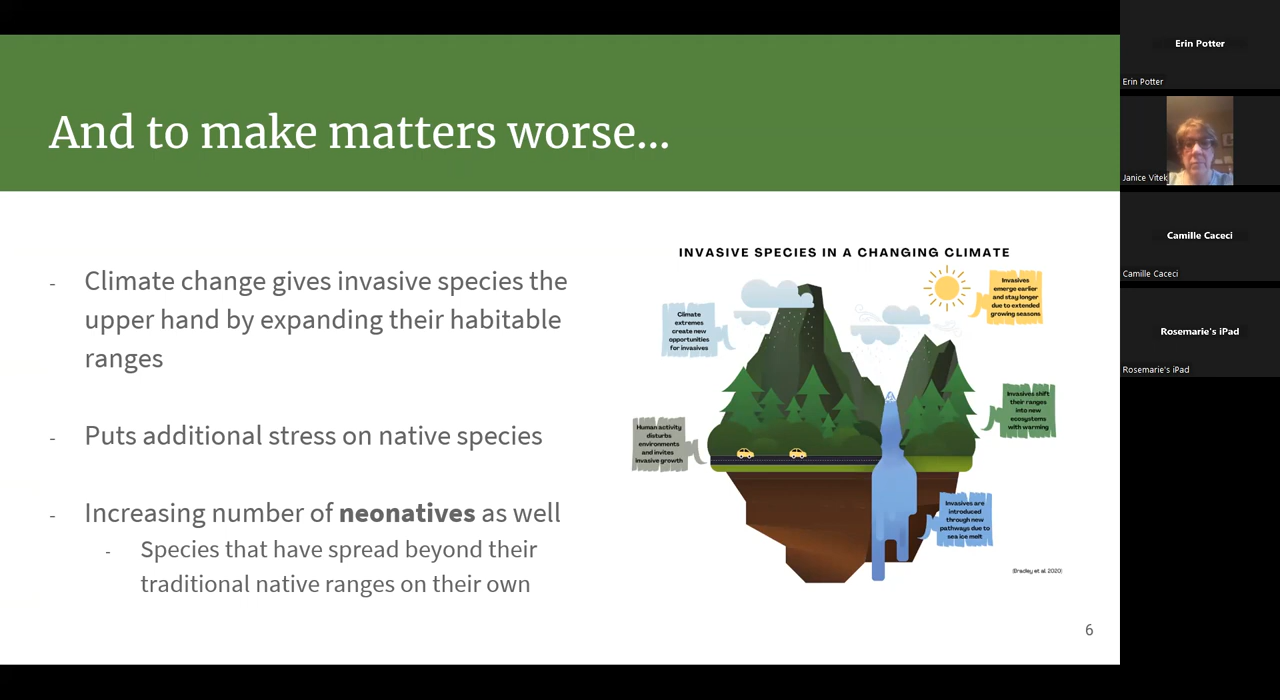 And to make matters worse...
- Climate change gives invasive species the
upper hand by expanding their habitable
ranges
- Puts additional stress on native species
- Increasing number of neonatives as well
- Species that have spread beyond their
traditional native ranges on their own
INVASIVE SPECIES IN A CHANGING CLIMATE
Climate
extremes
create new
opportunities
for invasives
Invasives
emerge earlier
and stay longer
due to extended
growing seasons
Human activity
disturbs
environments
and invites
invasive growth
Invasives shift
their ranges
into new
ecosystems
with warming
Invasives are
introduced
through new
pathways due to
sea ice melt
(Bradley et al. 2020)
6
Erin Potter
Erin Potter
Janice Vitek
Camille Caceci
Camille Caceci
Rosemarie's iPad
Rosemarie's iPad